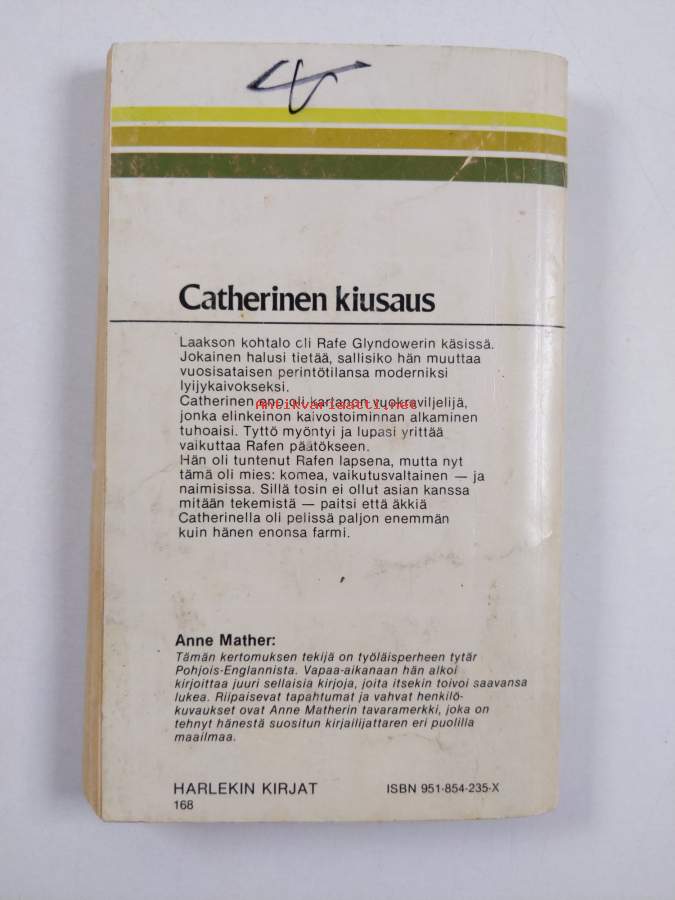 Catherinen kiusaus
Laakson kohtalo oli Rafe Glyndowerin käsissä.
Jokainen halusi tietää, sallisiko hän muuttaa
vuosisataisen perintötilansa moderniksi
lyijykaivokseksi.
Catherinen eno oli kartanon vuokraviljelijä,
Antikvariaatti.net
jonka elinkeinon kaivostoiminnan alkaminen
tuhoaisi. Tyttö myöntyi ja lupasi yrittää
vaikuttaa Rafen päätökseen.
Hän oli tuntenut Rafen lapsena, mutta nyt
tämä oli mies: komea, vaikutusvaltainen — ja
naimisissa. Sillä tosin ei ollut asian kanssa
mitään tekemistä — paitsi että äkkiä
Catherinella oli pelissä paljon enemmän
kuin hänen enonsa farmi.
Anne Mather:
Tämän kertomuksen tekijä on työläisperheen tytär
Pohjois-Englannista. Vapaa-aikanaan hän alkoi
kirjoittaa juuri sellaisia kirjoja, joita itsekin toivoi saavansa
lukea. Riipaisevat tapahtumat ja vahvat henkilö-
kuvaukset ovat Anne Matherin tavaramerkki, joka on
tehnyt hänestä suositun kirjailijattaren eri puolilla
maailmaa.
HARLEKIN KIRJAT
168
ISBN 951-854-235-X